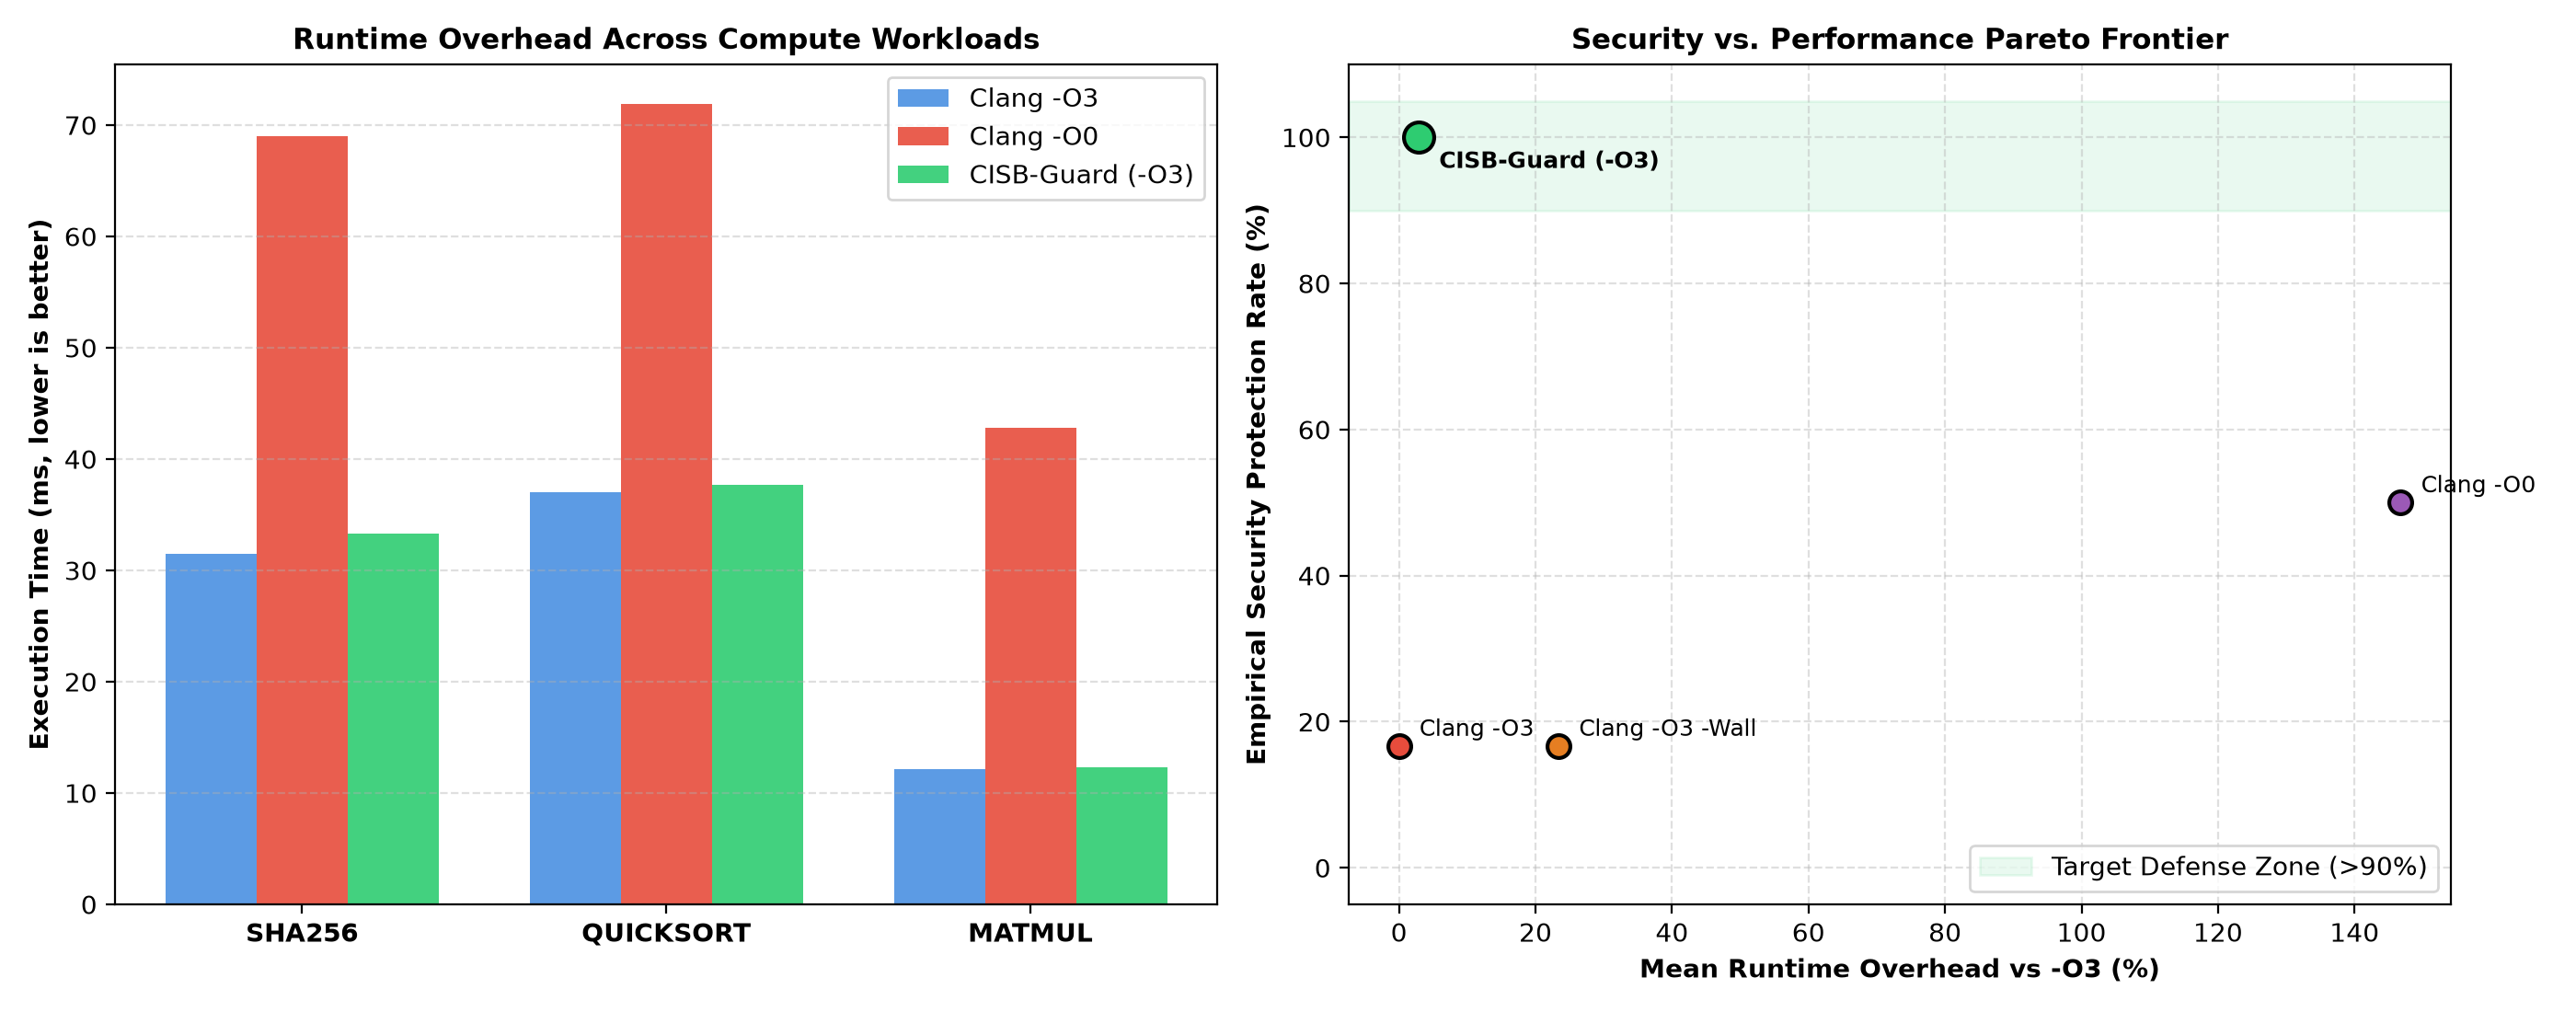 Runtime Overhead Across Compute Workloads
Execution Time (ms, lower is better)
70
60
50
40
30
20
10
0
Clang -O3
Clang -O0
CISB-Guard (-O3)
SHA256
QUICKSORT
MATMUL
Security vs. Performance Pareto Frontier
Empirical Security Protection Rate (%)
100
80
60
40
20
0
CISB-Guard (-O3)
Clang -O0
Clang -O3
Clang -O3 -Wall
Target Defense Zone (>90%)
0
20
40
60
80
100
120
140
Mean Runtime Overhead vs -O3 (%)